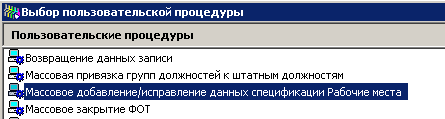 Выбор пользовательской процедуры
Пользовательские процедуры
Возвращение данных записи
Массовая привязка групп должностей к штатным должностям
Массовое добавление/исправление данных спецификации Рабочие места
Массовое закрытие ФОТ